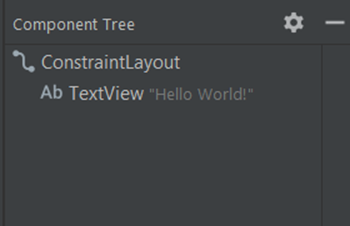 Component Tree
ConstraintLayout
Ab TextView "Hello World!"